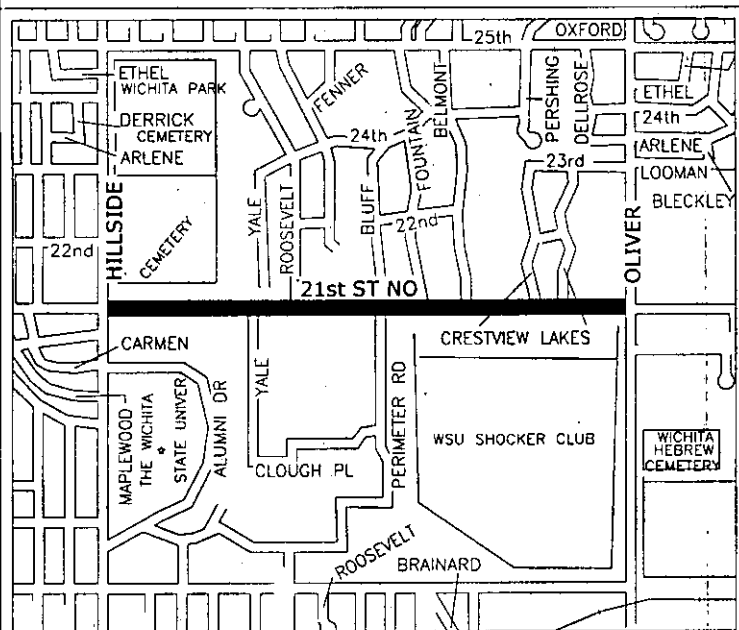 25th
OXFORD
ETHEL
WICHITA PARK
FENNER
BELMONT
PERSHING
DELLROSE
ETHEL
DERRICK
CEMETERY
24th
24th
ARLENE
FOUNTAIN
23rd
ARLENE
LOOMAN
BLECKLEY
HILLSIDE
CEMETERY
YALE
ROOSEVELT
BLUFF
22nd
22nd
OLIVER
21st ST NO
CARMEN
CRESTVIEW LAKES
MAPLEWOOD
THE WICHITA
STATE UNIVER
ALUMNI DR
YALE
PERIMETER RD
WSU SHOCKER CLUB
WICHITA
HEBREW
CEMETERY
CLOUGH PL
ROOSEVELT
BRAINARD